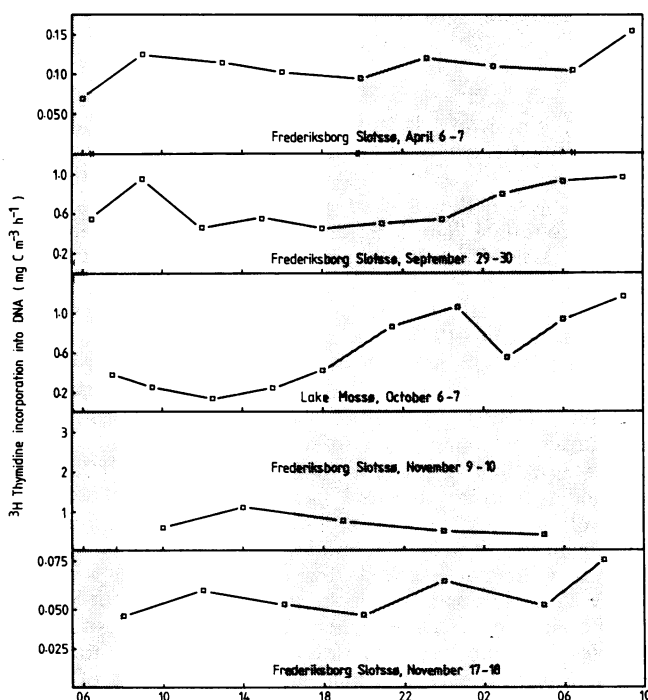 ³H Thymidine incorporation into DNA ( mg C m⁻³ h⁻¹ )
0.15
0.10
0.050
Frederiksborg Slotssø, April 6-7
1.0
0.6
0.2
Frederiksborg Slotssø, September 29-30
1.0
0.6
0.2
Lake Mossø, October 6-7
3
2
1
Frederiksborg Slotssø, November 9-10
0.075
0.050
0.025
Frederiksborg Slotssø, November 17-18
06 10 14 18 22 02 06 10